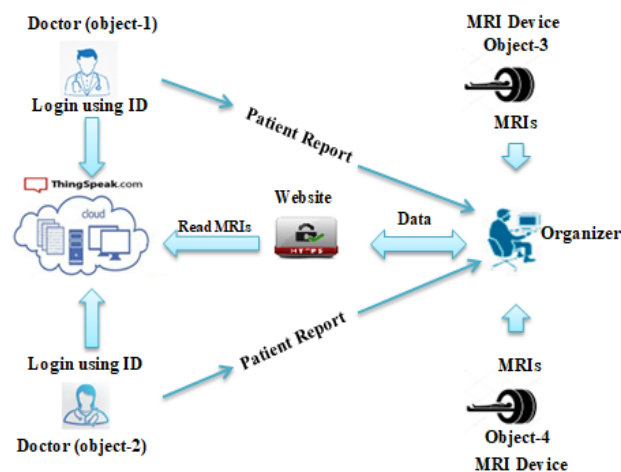 Doctor (object-1)
Login using ID
MRI Device
Object-3
MRIs
Patient Report
ThingSpeak.com
cloud
Website
Read MRIs
HTTPS
Data
Organizer
Patient Report
Login using ID
Doctor (object-2)
MRIs
Object-4
MRI Device